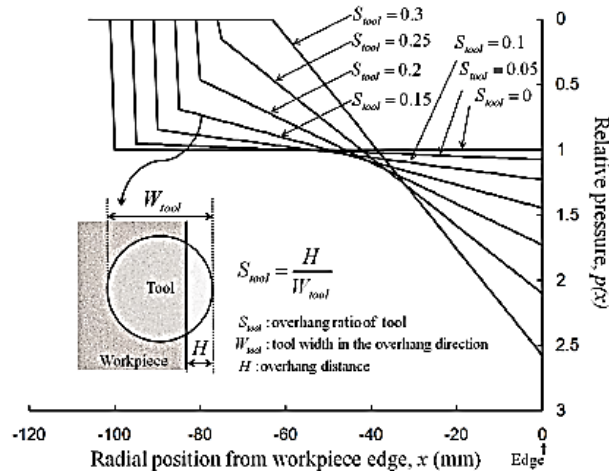 S_tool = 0.3
S_tool = 0.25
S_tool = 0.2
S_tool = 0.15
S_tool = 0.1
S_tool = 0.05
S_tool = 0
0
0.5
1
1.5
2
2.5
3
Relative pressure, p(x)
W_tool
Tool
Workpiece
H
S_tool = H / W_tool
S_tool : overhang ratio of tool
W_tool : tool width in the overhang direction
H : overhang distance
-120 -100 -80 -60 -40 -20 Edge
Radial position from workpiece edge, x (mm)